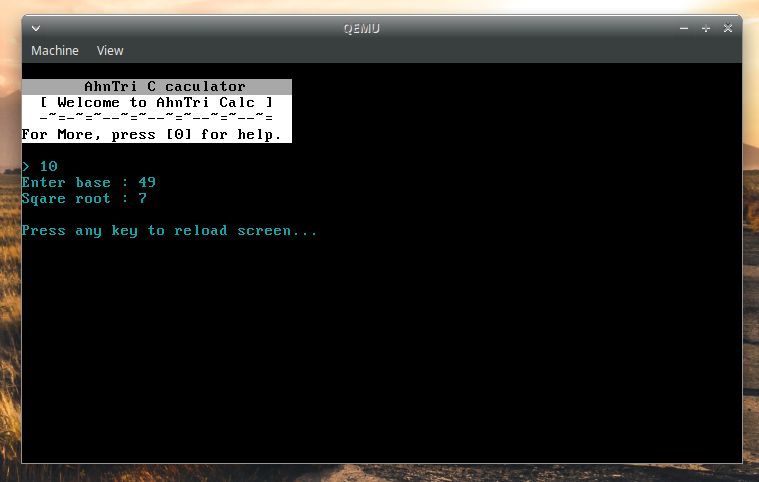 QEMU
Machine View
AhnTri C caculator
[ Welcome to AhnTri Calc ]
-~=-~=~--~=~--~=~--~=~--~=
For More, press [0] for help.
> 10
Enter base : 49
Sqare root : 7
Press any key to reload screen...